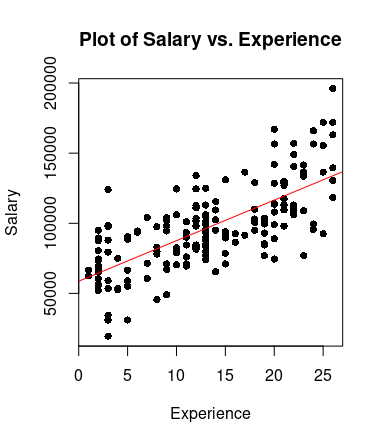 Plot of Salary vs. Experience
Salary
200000
150000
100000
50000
0 5 10 15 20 25
Experience